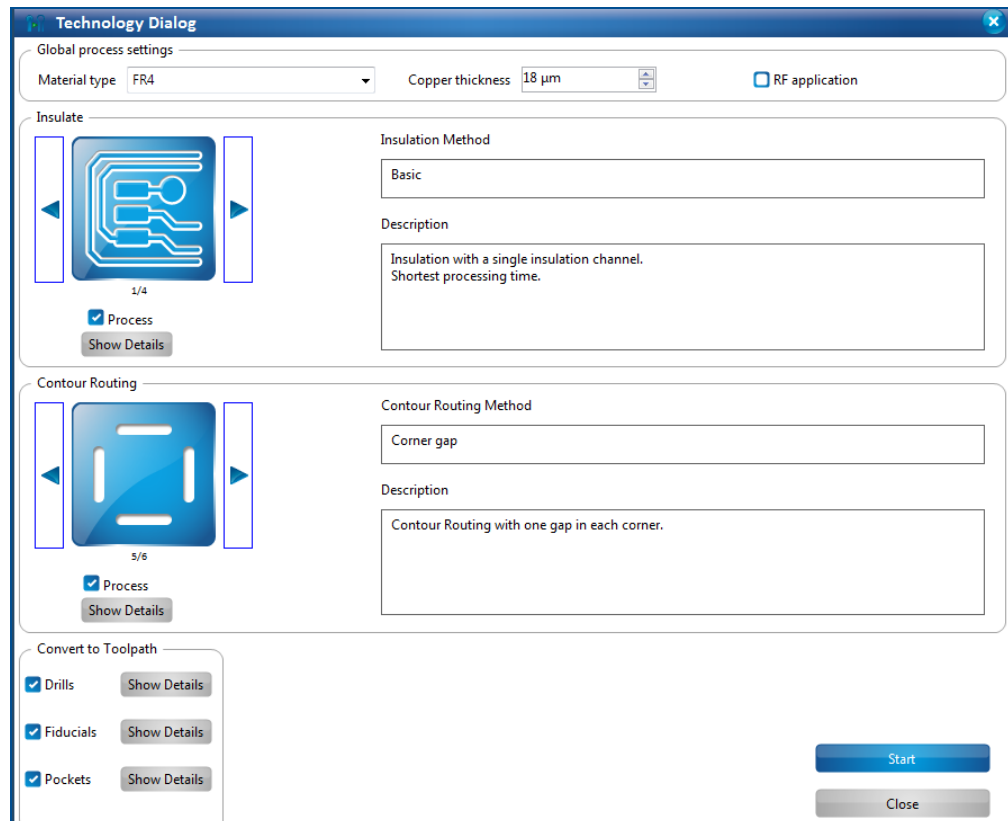 Technology Dialog
Global process settings
Material type FR4 Copper thickness 18 µm RF application
Insulate
Insulation Method
Basic
Description
Insulation with a single insulation channel.
Shortest processing time.
1/4
Process
Show Details
Contour Routing
Contour Routing Method
Corner gap
Description
Contour Routing with one gap in each corner.
5/6
Process
Show Details
Convert to Toolpath
Drills Show Details
Fiducials Show Details
Pockets Show Details
Start
Close